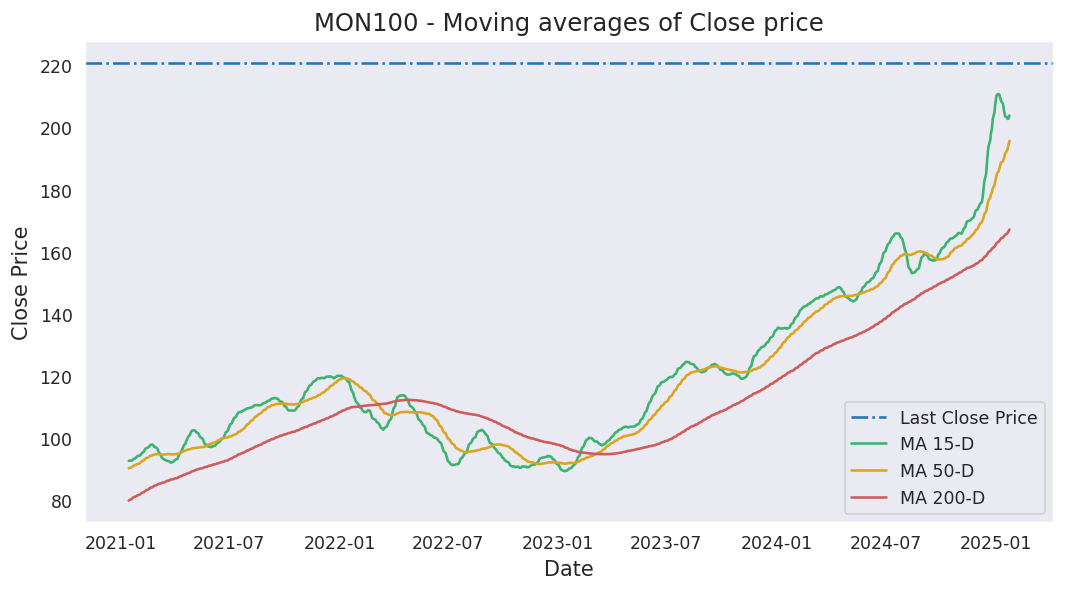 MON100 - Moving averages of Close price
Close Price
220
200
180
160
140
120
100
80
Last Close Price
MA 15-D
MA 50-D
MA 200-D
2021-01 2021-07 2022-01 2022-07 2023-01 2023-07 2024-01 2024-07 2025-01
Date